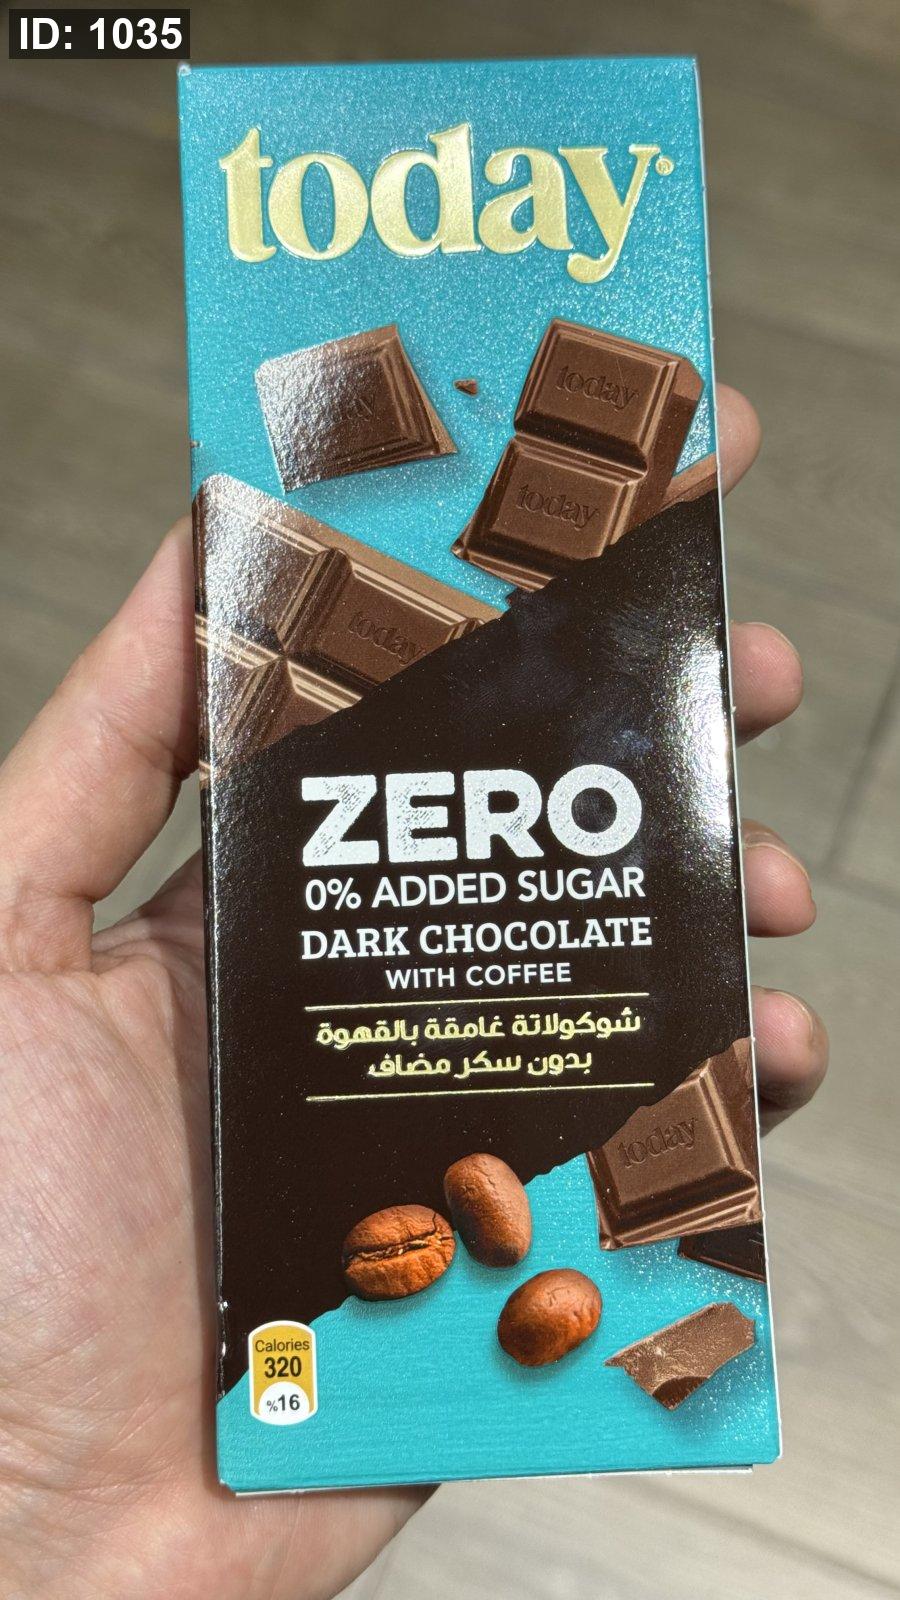 ID: 1035
today
today
today
today
today
ZERO
0% ADDED SUGAR
DARK CHOCOLATE
WITH COFFEE
شوكولاتة غامقة بالقهوة
بدون سكر مضاف
today
Calories
320
%16